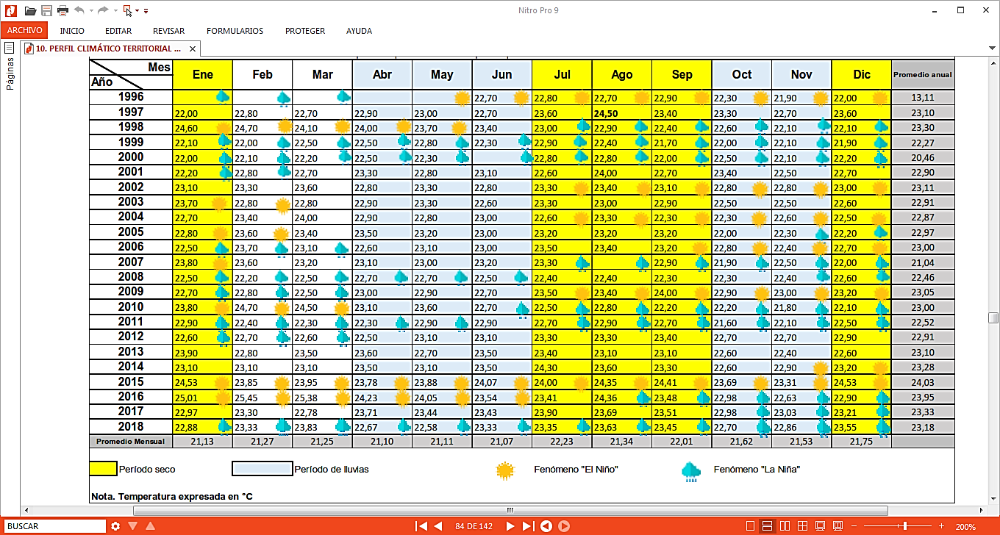 Nitro Pro 9
ARCHIVO INICIO EDITAR REVISAR FORMULARIOS PROTEGER AYUDA
10. PERFIL CLIMÁTICO TERRITORIAL ...
Páginas
Mes
Año
Ene Feb Mar Abr May Jun Jul Ago Sep Oct Nov Dic Promedio anual
1996 22,70 22,80 22,70 22,90 22,30 21,90 22,00 13,11
1997 22,00 22,80 22,70 22,90 23,00 22,70 23,60 24,50 23,40 23,30 22,70 23,60 23,10
1998 24,60 24,70 24,10 24,00 23,70 23,40 23,00 22,90 22,40 22,60 22,10 22,10 23,30
1999 22,10 22,00 22,50 22,50 22,80 22,30 22,90 22,40 21,70 22,00 22,10 21,90 22,27
2000 22,00 22,10 22,20 22,50 22,30 22,80 22,80 22,00 22,50 22,10 22,20 20,46
2001 22,20 22,80 22,70 23,30 22,80 23,10 22,60 24,00 22,70 23,40 22,50 22,70 22,90
2002 23,10 23,30 23,60 22,80 23,30 22,80 23,30 23,40 23,10 22,80 23,00 23,11
2003 23,70 22,80 22,80 22,90 23,30 22,60 23,30 23,00 22,90 22,50 22,50 22,60 22,91
2004 22,70 23,40 24,00 22,90 22,80 23,00 22,60 23,30 23,30 22,30 22,60 22,50 22,87
2005 22,80 23,60 23,40 23,50 23,20 23,00 23,20 23,20 23,20 22,00 22,30 22,20 22,97
2006 22,50 23,70 23,10 22,60 23,10 22,80 23,50 23,40 23,20 22,80 22,40 22,70 23,00
2007 23,80 23,60 23,20 23,10 23,00 23,20 23,30 22,90 21,90 22,50 22,00 21,04
2008 22,50 22,20 22,50 22,70 22,70 22,50 22,40 22,40 22,30 22,30 22,40 22,60 22,46
2009 22,70 22,80 22,50 23,00 22,90 22,70 23,50 23,40 24,00 22,90 23,00 23,20 23,05
2010 23,80 24,70 24,50 23,10 23,60 22,70 22,50 22,80 22,20 22,20 21,80 22,10 23,00
2011 22,90 22,40 22,30 22,30 22,90 22,90 22,70 22,90 22,70 21,60 22,10 22,50 22,52
2012 22,60 22,70 22,60 22,50 23,10 23,10 23,30 23,30 23,40 22,70 22,70 22,90 22,91
2013 23,90 22,80 23,50 23,60 22,70 23,50 23,40 23,10 23,10 22,60 22,40 22,60 23,10
2014 23,10 23,10 23,10 23,50 23,10 23,50 24,30 23,60 23,30 22,60 22,90 23,20 23,28
2015 24,53 23,85 23,95 23,78 23,88 24,07 24,00 24,35 24,41 23,69 23,31 24,53 24,03
2016 25,01 25,45 25,38 24,23 24,05 23,54 23,41 24,36 23,48 22,98 22,63 22,90 23,95
2017 22,97 23,30 22,78 23,71 23,44 23,43 23,90 23,69 23,51 22,98 23,03 23,21 23,33
2018 22,88 23,33 23,83 22,67 22,58 23,33 23,35 23,63 23,45 22,70 22,86 23,55 23,18
Promedio Mensual 21,13 21,27 21,25 21,10 21,11 21,07 22,23 21,34 22,01 21,62 21,53 21,75
Período seco Período de lluvias Fenómeno "El Niño" Fenómeno "La Niña"
Nota. Temperatura expresada en °C
BUSCAR 84 DE 142 200%